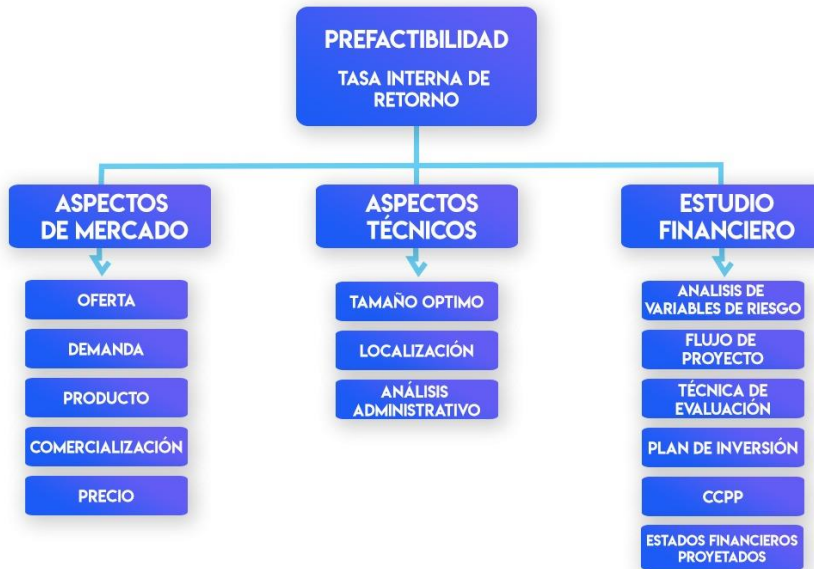 PREFACTIBILIDAD
TASA INTERNA DE
RETORNO
ASPECTOS
DE MERCADO
OFERTA
DEMANDA
PRODUCTO
COMERCIALIZACIÓN
PRECIO
ASPECTOS
TÉCNICOS
TAMAÑO OPTIMO
LOCALIZACIÓN
ANÁLISIS
ADMINISTRATIVO
ESTUDIO
FINANCIERO
ANALISIS DE
VARIABLES DE RIESGO
FLUJO DE
PROYECTO
TÉCNICA DE
EVALUACIÓN
PLAN DE INVERSIÓN
CCPP
ESTADOS FINANCIEROS
PROYETADOS